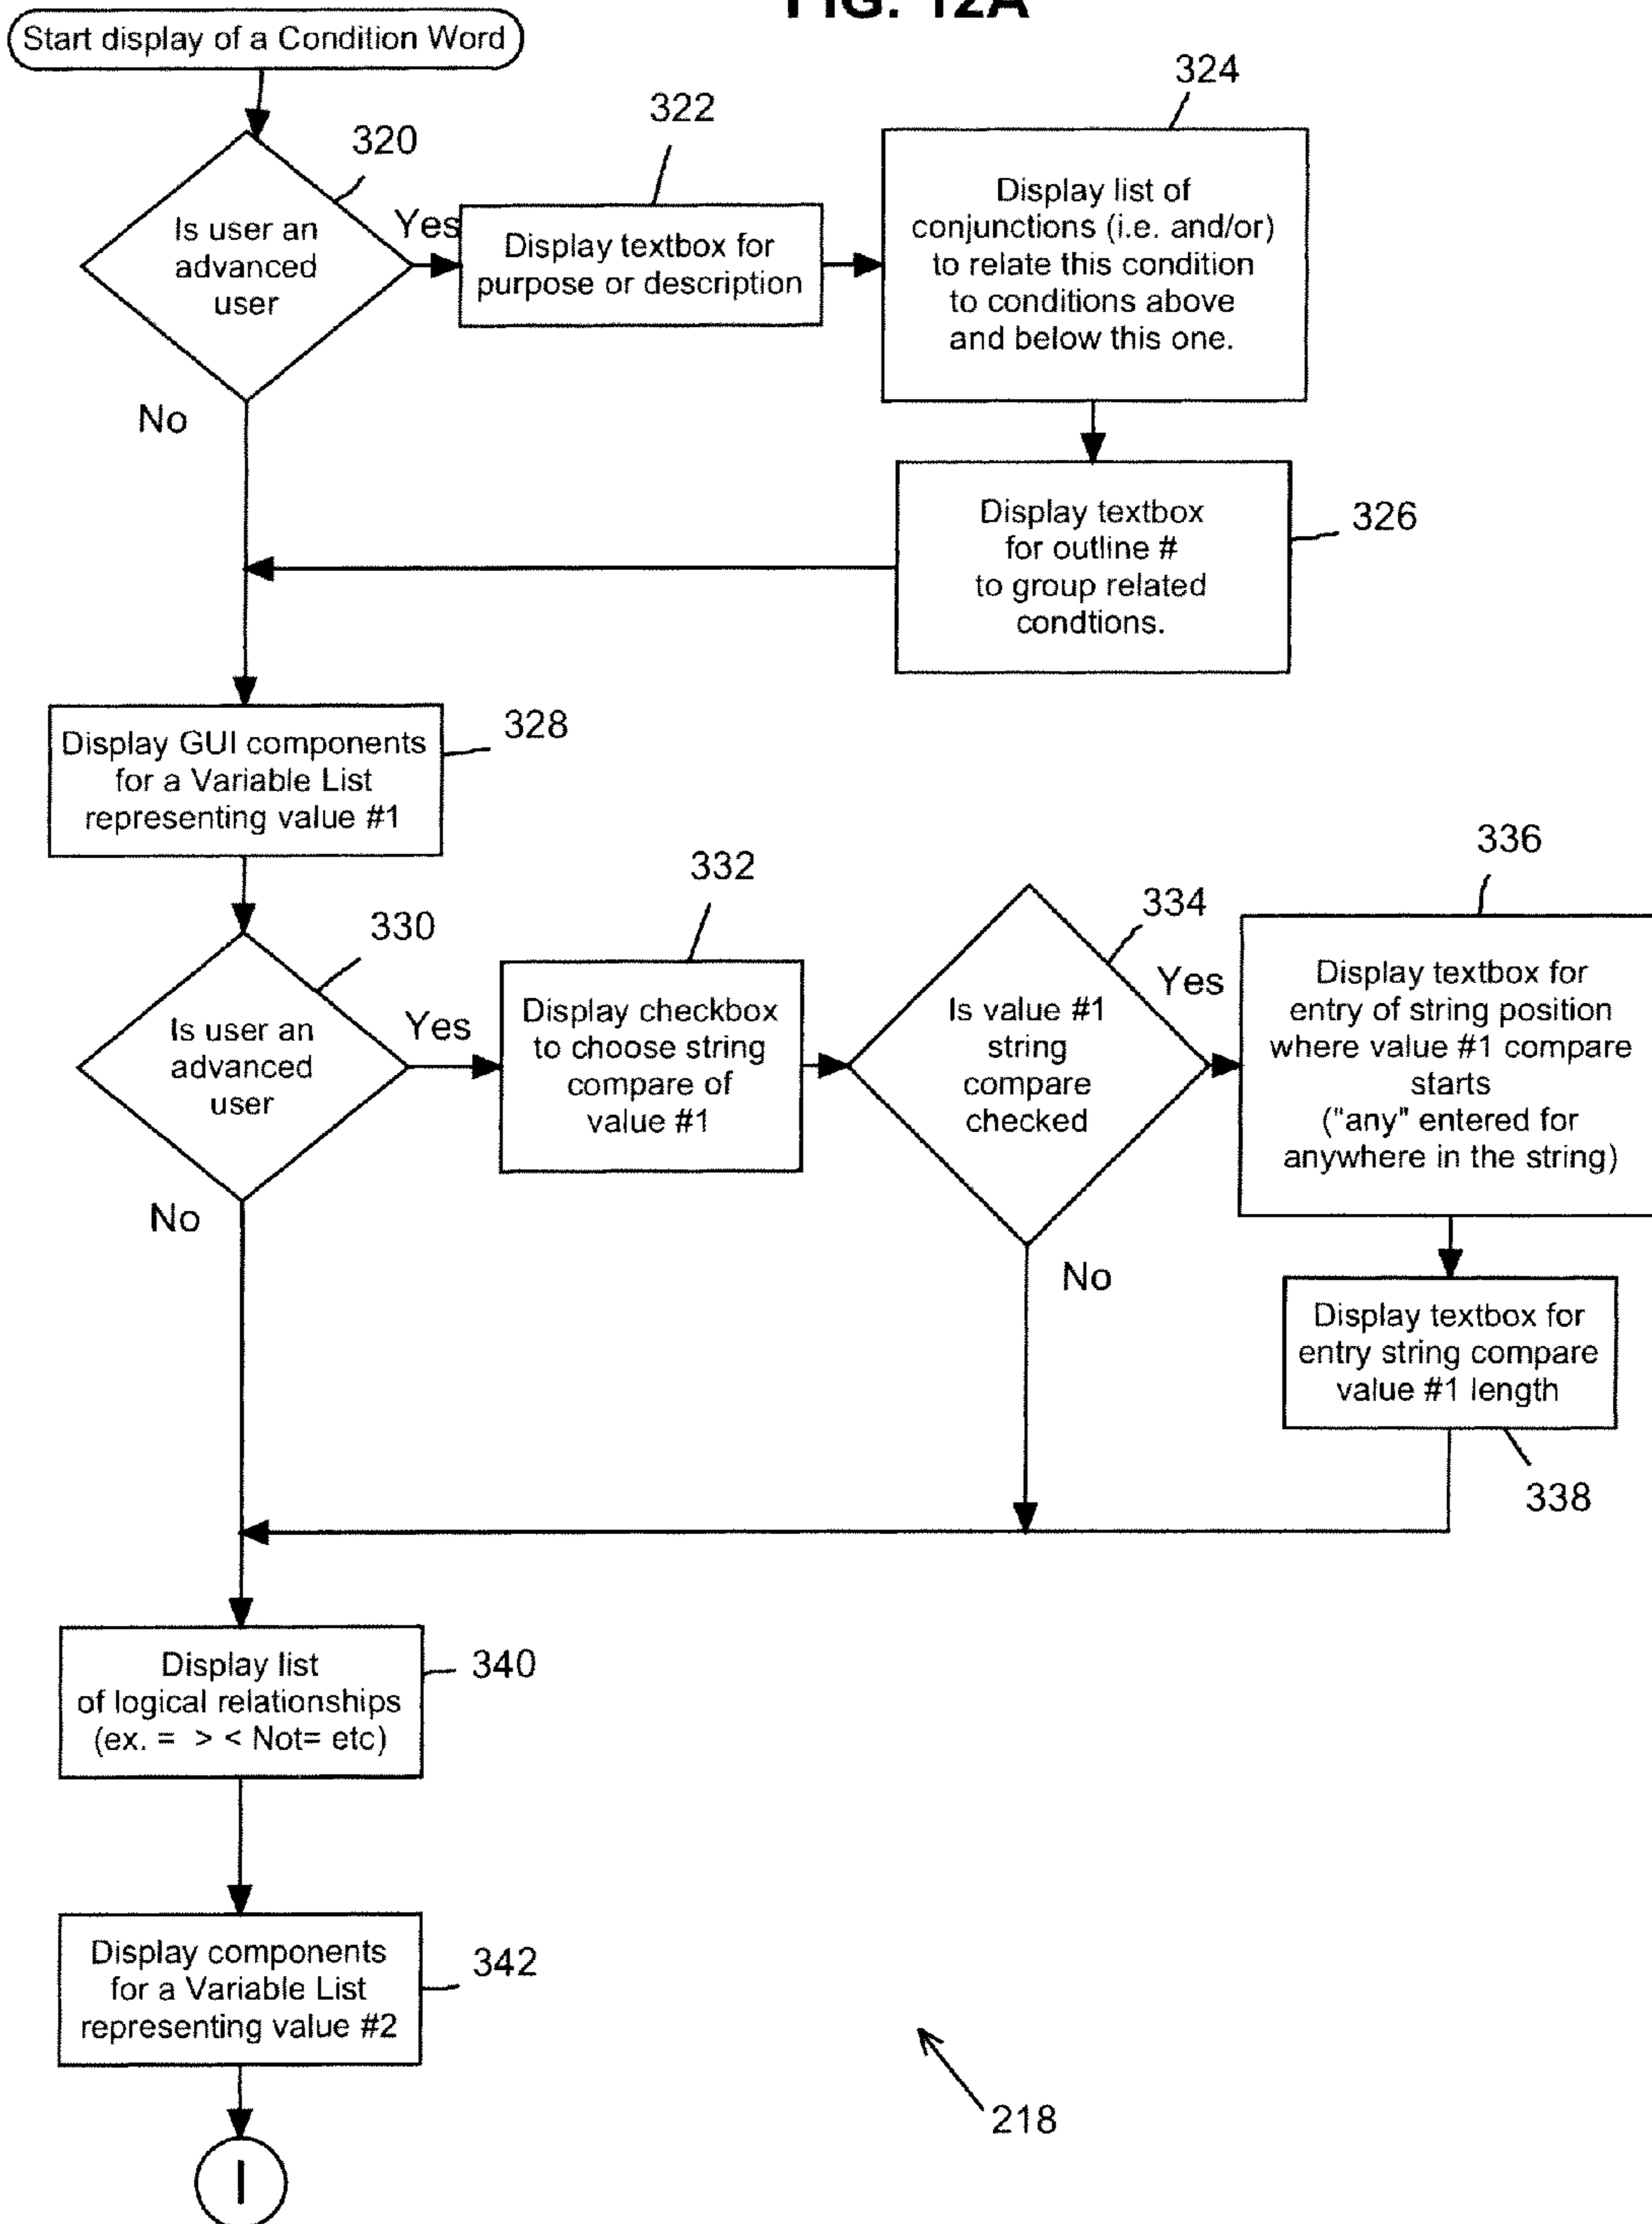 FIG. 12A
Start display of a Condition Word
320
Is user an
advanced
user
Yes
No
322
Display textbox for
purpose or description
324
Display list of
conjunctions (i.e. and/or)
to relate this condition
to conditions above
and below this one.
326
Display textbox
for outline #
to group related
condtions.
328
Display GUI components
for a Variable List
representing value #1
330
Is user an
advanced
user
Yes
No
332
Display checkbox
to choose string
compare of
value #1
334
Is value #1
string
compare
checked
Yes
No
336
Display textbox for
entry of string position
where value #1 compare
starts
("any" entered for
anywhere in the string)
Display textbox for
entry string compare
value #1 length
338
Display list
of logical relationships
(ex. = > < Not= etc)
340
Display components
for a Variable List
representing value #2
342
218
I